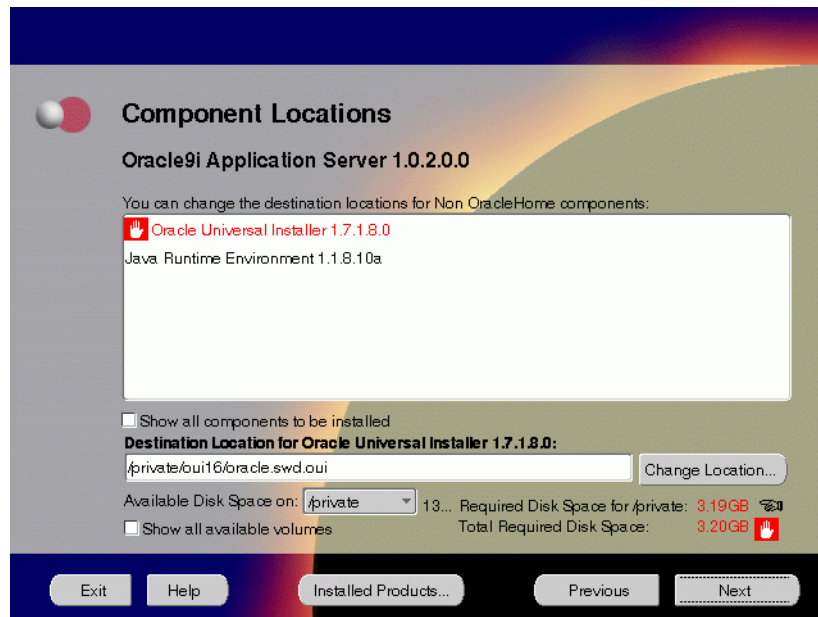 Component Locations
Oracle9i Application Server 1.0.2.0.0
You can change the destination locations for Non OracleHome components:
Oracle Universal Installer 1.7.1.8.0
Java Runtime Environment 1.1.8.10a
Show all components to be installed
Destination Location for Oracle Universal Installer 1.7.1.8.0:
/private/oui16/oracle.swd.oui
Change Location...
Available Disk Space on: /private 13... Required Disk Space for /private: 3.19GB
Show all available volumes Total Required Disk Space: 3.20GB
Exit Help Installed Products... Previous Next